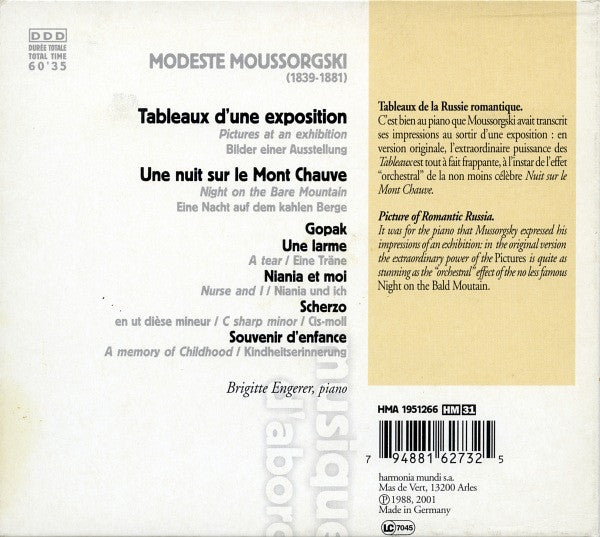 DDD
DURÉE TOTALE
TOTAL TIME
60'35
MODESTE MOUSSORGSKI
(1839-1881)
Tableaux d'une exposition
Pictures at an exhibition
Bilder einer Ausstellung
Une nuit sur le Mont Chauve
Night on the Bare Mountain
Eine Nacht auf dem kahlen Berge
Gopak
Une larme
A tear / Eine Träne
Niania et moi
Nurse and I / Niania und ich
Scherzo
en ut dièse mineur / C sharp minor / Cis-moll
Souvenir d'enfance
A memory of Childhood / Kindheitserinnerung
Brigitte Engerer, piano
musique
d'abord
Tableaux de la Russie romantique.
C'est bien au piano que Moussorgski avait transcrit
ses impressions au sortir d'une exposition : en
version originale, l'extraordinaire puissance des
Tableaux est tout à fait frappante, à l'instar de l'effet
"orchestral" de la non moins célèbre Nuit sur le
Mont Chauve.
Picture of Romantic Russia.
It was for the piano that Mussorgsky expressed his
impressions of an exhibition: in the original version
the extraordinary power of the Pictures is quite as
stunning as the "orchestral" effect of the no less famous
Night on the Bald Moutain.
HMA 1951266 HM 31
7 94881 62732 5
harmonia mundi s.a.
Mas de Vert, 13200 Arles
Ⓟ 1988, 2001
Made in Germany
LC 7045